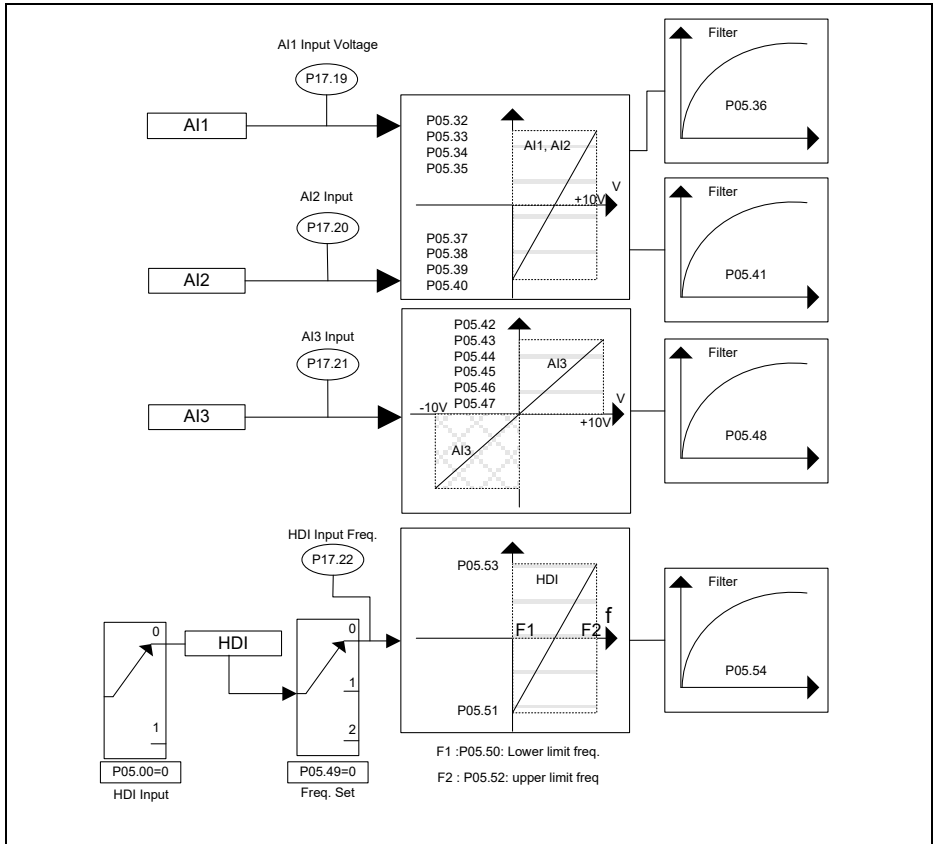 AI1 Input Voltage
P17.19
AI1
P05.32
P05.33
P05.34
P05.35
AI1, AI2
V
+10V
Filter
P05.36
AI2 Input
P17.20
AI2
P05.37
P05.38
P05.39
P05.40
Filter
P05.41
AI3 Input
P17.21
AI3
P05.42
P05.43
P05.44
P05.45
P05.46
P05.47
AI3
V
-10V
+10V
AI3
Filter
P05.48
HDI Input Freq.
P17.22
0
1
HDI
0
1
2
P05.53
HDI
f
F1
F2
P05.51
Filter
P05.54
P05.00=0
HDI Input
P05.49=0
Freq. Set
F1 :P05.50: Lower limit freq.
F2 : P05.52: upper limit freq